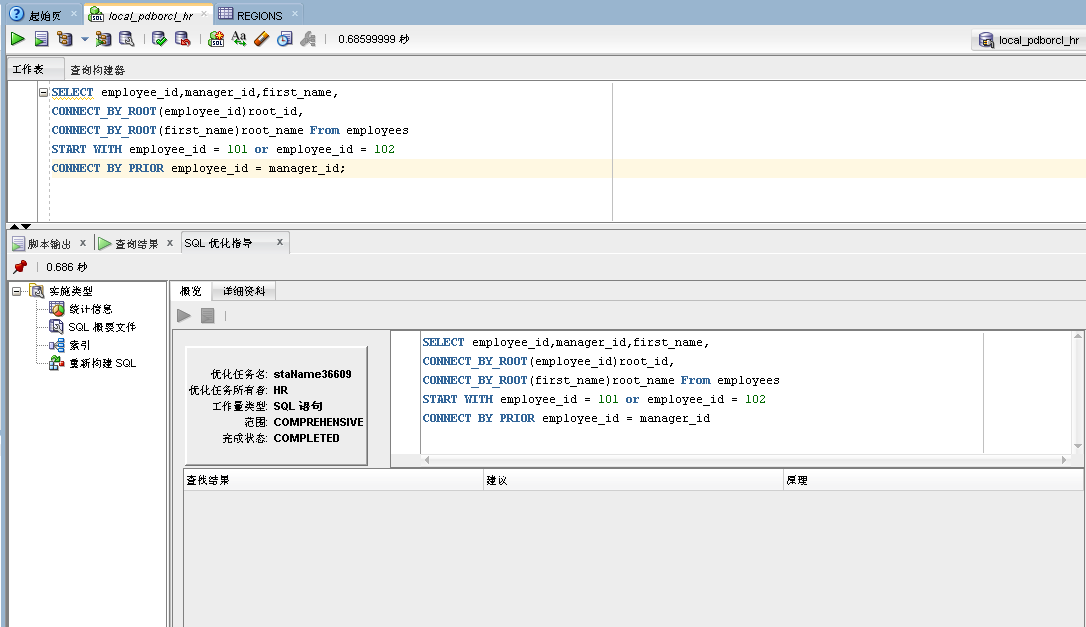 起始页 local_pdborcl_hr REGIONS
0.68599999 秒 local_pdborcl_hr
工作表 查询构建器
SELECT employee_id,manager_id,first_name,
CONNECT_BY_ROOT(employee_id)root_id,
CONNECT_BY_ROOT(first_name)root_name From employees
START WITH employee_id = 101 or employee_id = 102
CONNECT BY PRIOR employee_id = manager_id;
脚本输出 x 查询结果 x SQL 优化指导 x
0.686 秒
实施类型
统计信息
SQL 概要文件
索引
重新构建 SQL
概览 详细资料
优化任务名: staName36609
优化任务所有者: HR
工作量类型: SQL 语句
范围: COMPREHENSIVE
完成状态: COMPLETED
SELECT employee_id,manager_id,first_name,
CONNECT_BY_ROOT(employee_id)root_id,
CONNECT_BY_ROOT(first_name)root_name From employees
START WITH employee_id = 101 or employee_id = 102
CONNECT BY PRIOR employee_id = manager_id
查找结果 建议 原理